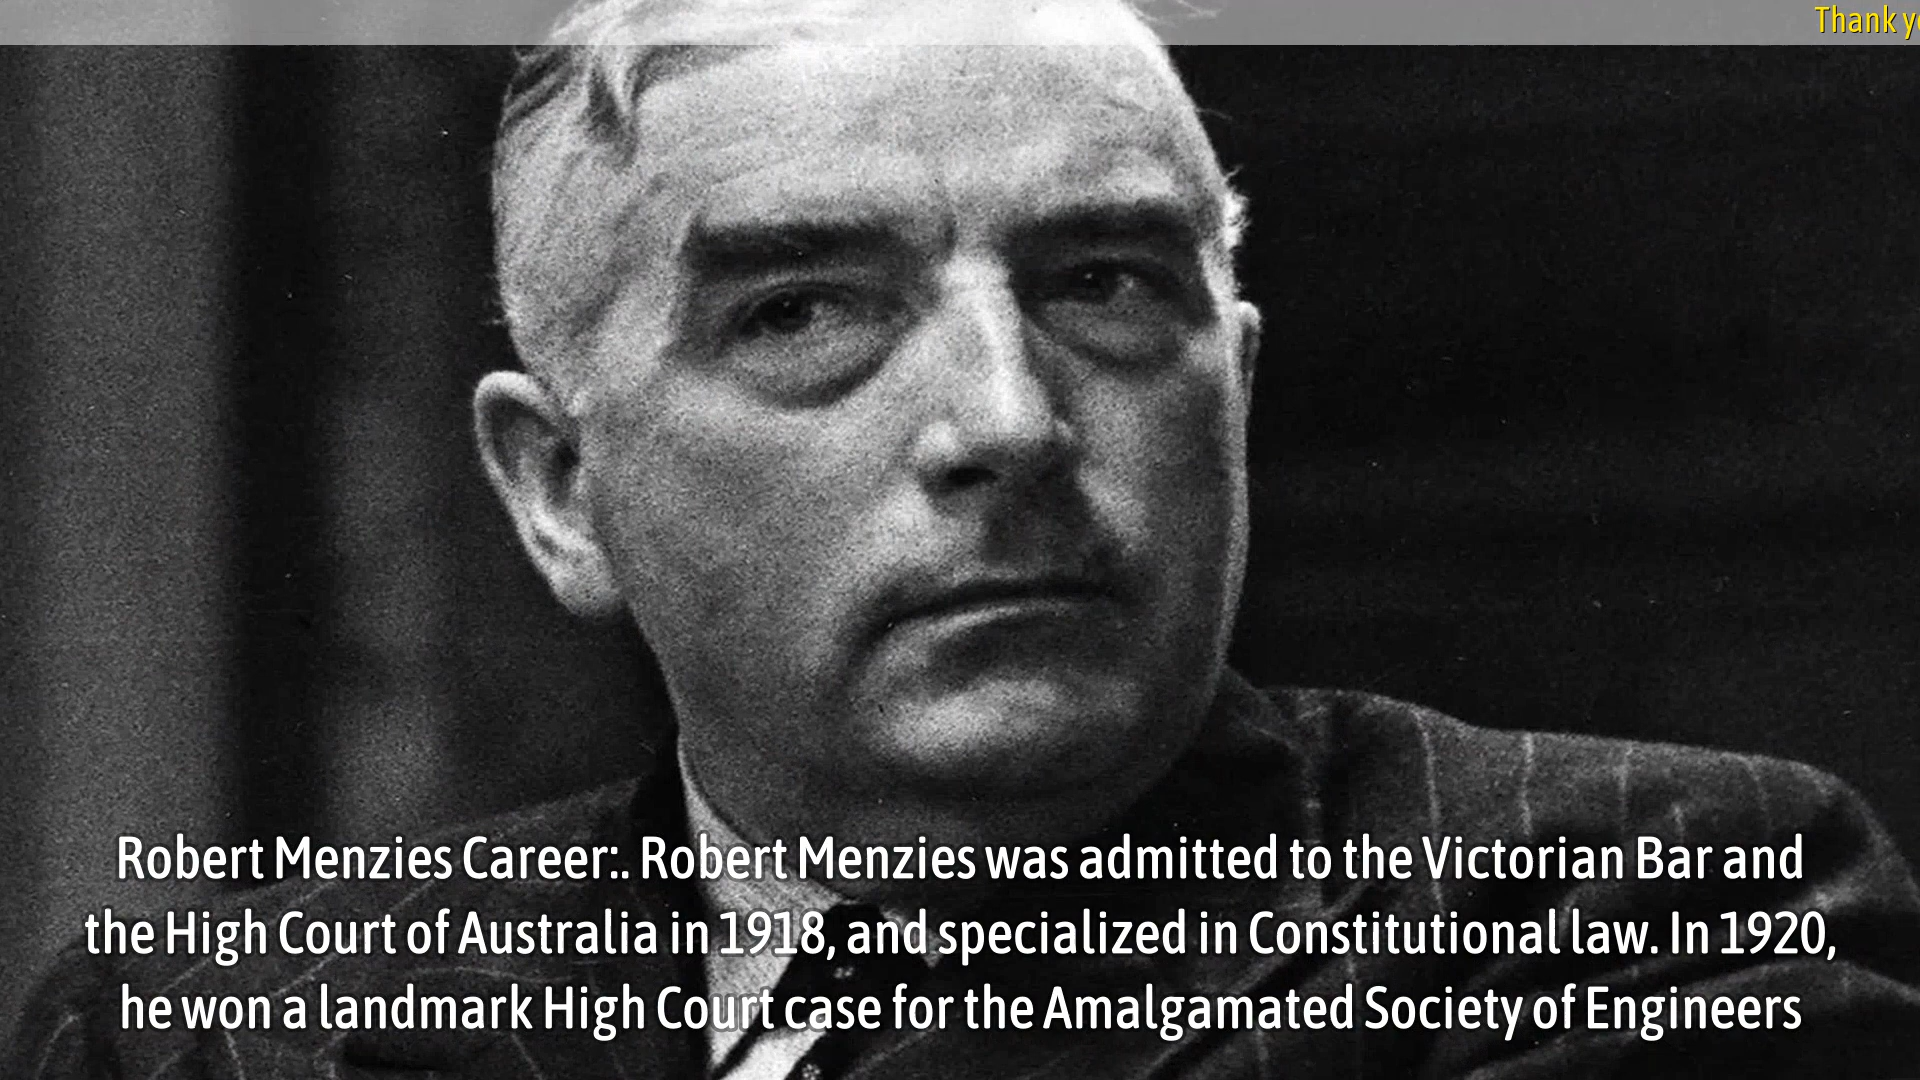 Thank
Robert Menzies Career:. Robert Menzies was admitted to the Victorian Bar and
the High Court of Australia in 1918, and specialized in Constitutional law. In 1920,
he won a landmark High Court case for the Amalgamated Society of Engineers